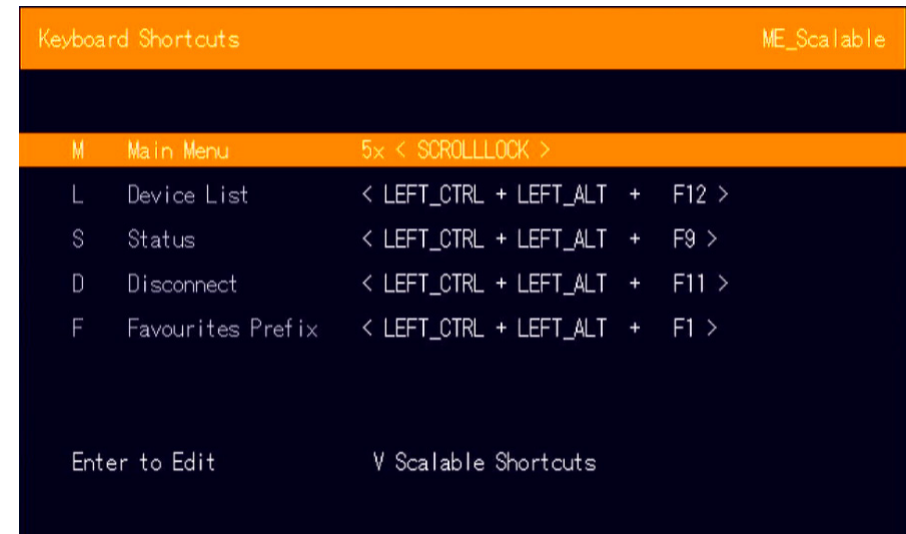 Keyboard Shortcuts ME_Scalable
M Main Menu 5x < SCROLLLOCK >
L Device List < LEFT_CTRL + LEFT_ALT + F12 >
S Status < LEFT_CTRL + LEFT_ALT + F9 >
D Disconnect < LEFT_CTRL + LEFT_ALT + F11 >
F Favourites Prefix < LEFT_CTRL + LEFT_ALT + F1 >
Enter to Edit V Scalable Shortcuts